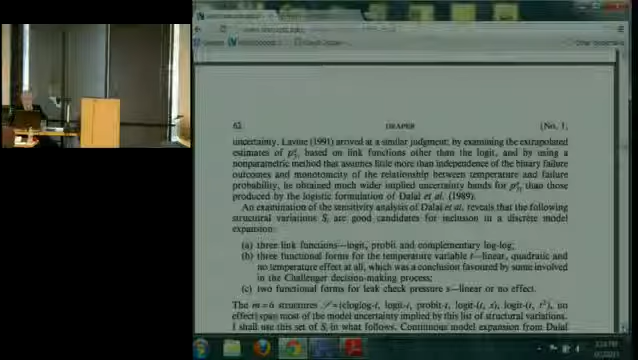 62 DRAPER [No. 1,
uncertainty. Lavine (1991) arrived at a similar judgment: by examining the extrapolated
estimates of p based on link functions other than the logit, and by using a
nonparametric method that assumes little more than independence of the binary failure
outcomes and monotonicity of the relationship between temperature and failure
probability, he obtained much wider implied uncertainty bands for p than those
produced by the logistic formulation of Dalal et al. (1989).
An examination of the sensitivity analysis of Dalal et al. reveals that the following
structural variations S are good candidates for inclusion in a discrete model
expansion:
(a) three link functions—logit, probit and complementary log-log;
(b) three functional forms for the temperature variable t—linear, quadratic and
no temperature effect at all, which was a conclusion favoured by some involved
in the Challenger decision-making process;
(c) two functional forms for leak check pressure s—linear or no effect.
The m=6 structures 𝒮={cloglog-t, logit-t, probit-t, logit-(t, s), logit-(t, t²), no
effect} span most of the model uncertainty implied by this list of structural variations.
I shall use this set of S in what follows. Continuous model expansion from Dalal